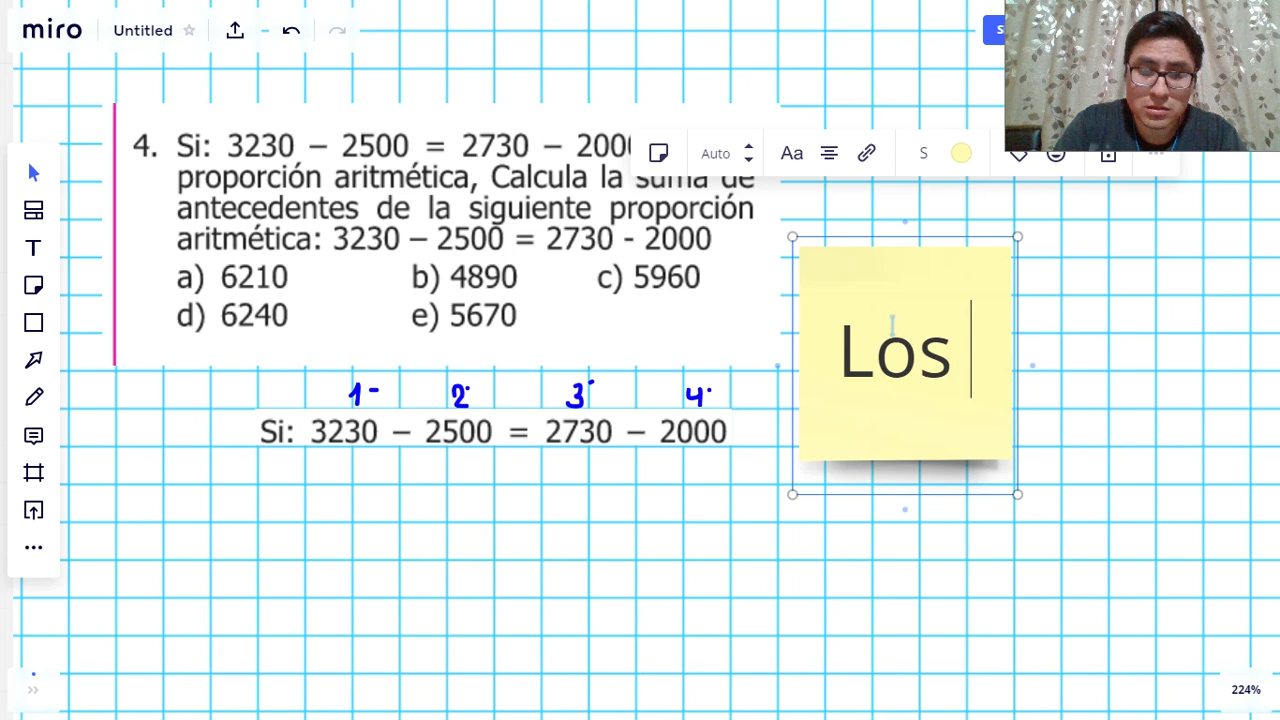 miro
Untitled
4. Si: 3230 – 2500 = 2730 – 200
proporción aritmética, Calcula la suma de
antecedentes de la siguiente proporción
aritmética: 3230 – 2500 = 2730 - 2000
a) 6210 b) 4890 c) 5960
d) 6240 e) 5670
Auto
Aa
S
Los
1- 2· 3´ 4·
Si: 3230 – 2500 = 2730 – 2000
T
224%